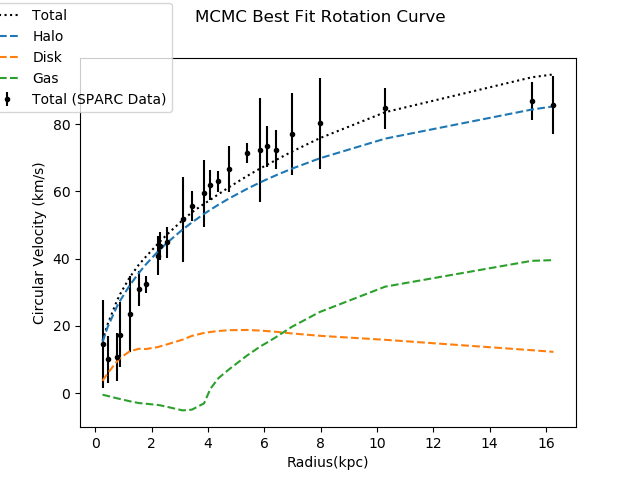 MCMC Best Fit Rotation Curve
Total
Halo
Disk
Gas
Total (SPARC Data)
Circular Velocity (km/s)
80
60
40
20
0
0 2 4 6 8 10 12 14 16
Radius(kpc)